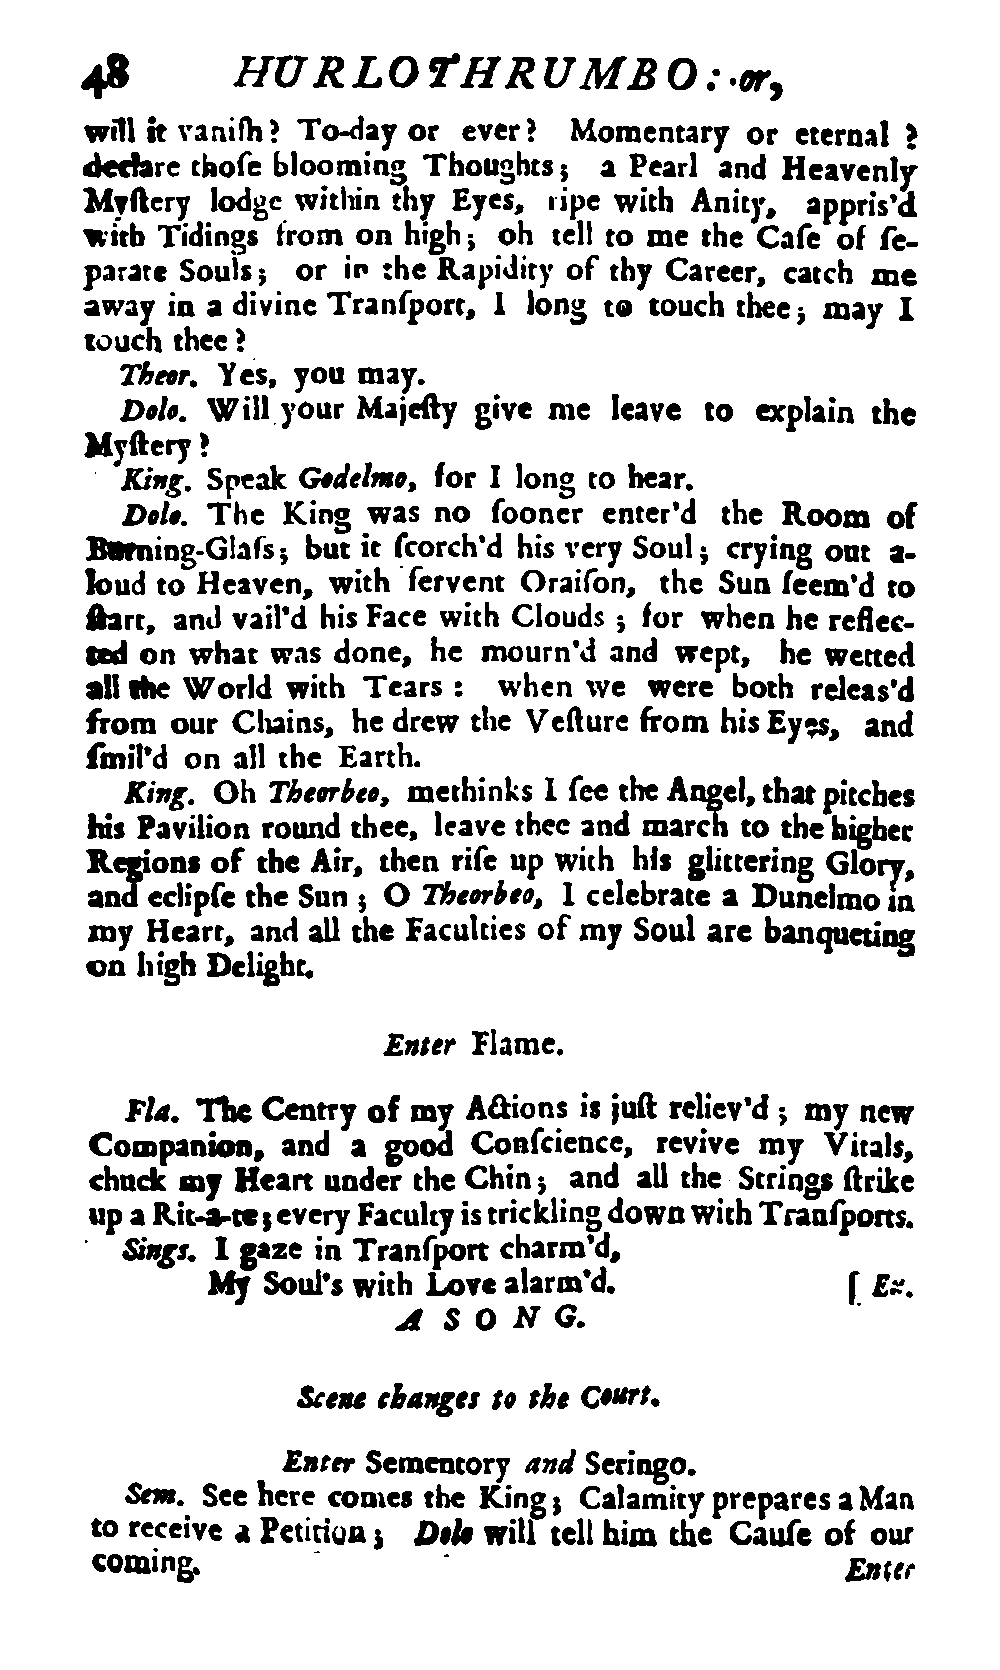 48 HURLOTHRUMBO: or,
will it vaniſh? To-day or ever? Momentary or eternal?
declare thoſe blooming Thoughts; a Pearl and Heavenly
Myſtery lodge within thy Eyes, ripe with Anity, appris'd
with Tidings from on high; oh tell to me the Caſe of ſe-
parate Souls; or in the Rapidity of thy Career, catch me
away in a divine Tranſport, I long to touch thee; may I
touch thee?
Theor. Yes, you may.
Dolo. Will your Majeſty give me leave to explain the
Myſtery?
King. Speak Godelmo, for I long to hear.
Dolo. The King was no ſooner enter'd the Room of
Burning-Glaſs; but it ſcorch'd his very Soul; crying out a-
loud to Heaven, with fervent Oraiſon, the Sun ſeem'd to
ſtart, and vail'd his Face with Clouds; for when he reflec-
ted on what was done, he mourn'd and wept, he wetted
all the World with Tears: when we were both releas'd
from our Chains, he drew the Veſture from his Eyes, and
ſmil'd on all the Earth.
King. Oh Theorbeo, methinks I ſee the Angel, that pitches
his Pavilion round thee, leave thee and march to the higher
Regions of the Air, then riſe up with his glittering Glory,
and eclipſe the Sun; O Theorbeo, I celebrate a Dunelmo in
my Heart, and all the Faculties of my Soul are banqueting
on high Delight.
Enter Flame.
Fla. The Centry of my Actions is juſt reliev'd; my new
Companion, and a good Conſcience, revive my Vitals,
chuck my Heart under the Chin; and all the Strings ſtrike
up a Rit-a-te; every Faculty is trickling down with Tranſports.
Sings. I gaze in Tranſport charm'd,
My Soul's with Love alarm'd. [Ex.
A SONG.
Scene changes to the Court.
Enter Sementory and Seringo.
Sem. See here comes the King; Calamity prepares a Man
to receive a Petition; Dolo will tell him the Cauſe of our
coming.
Enter